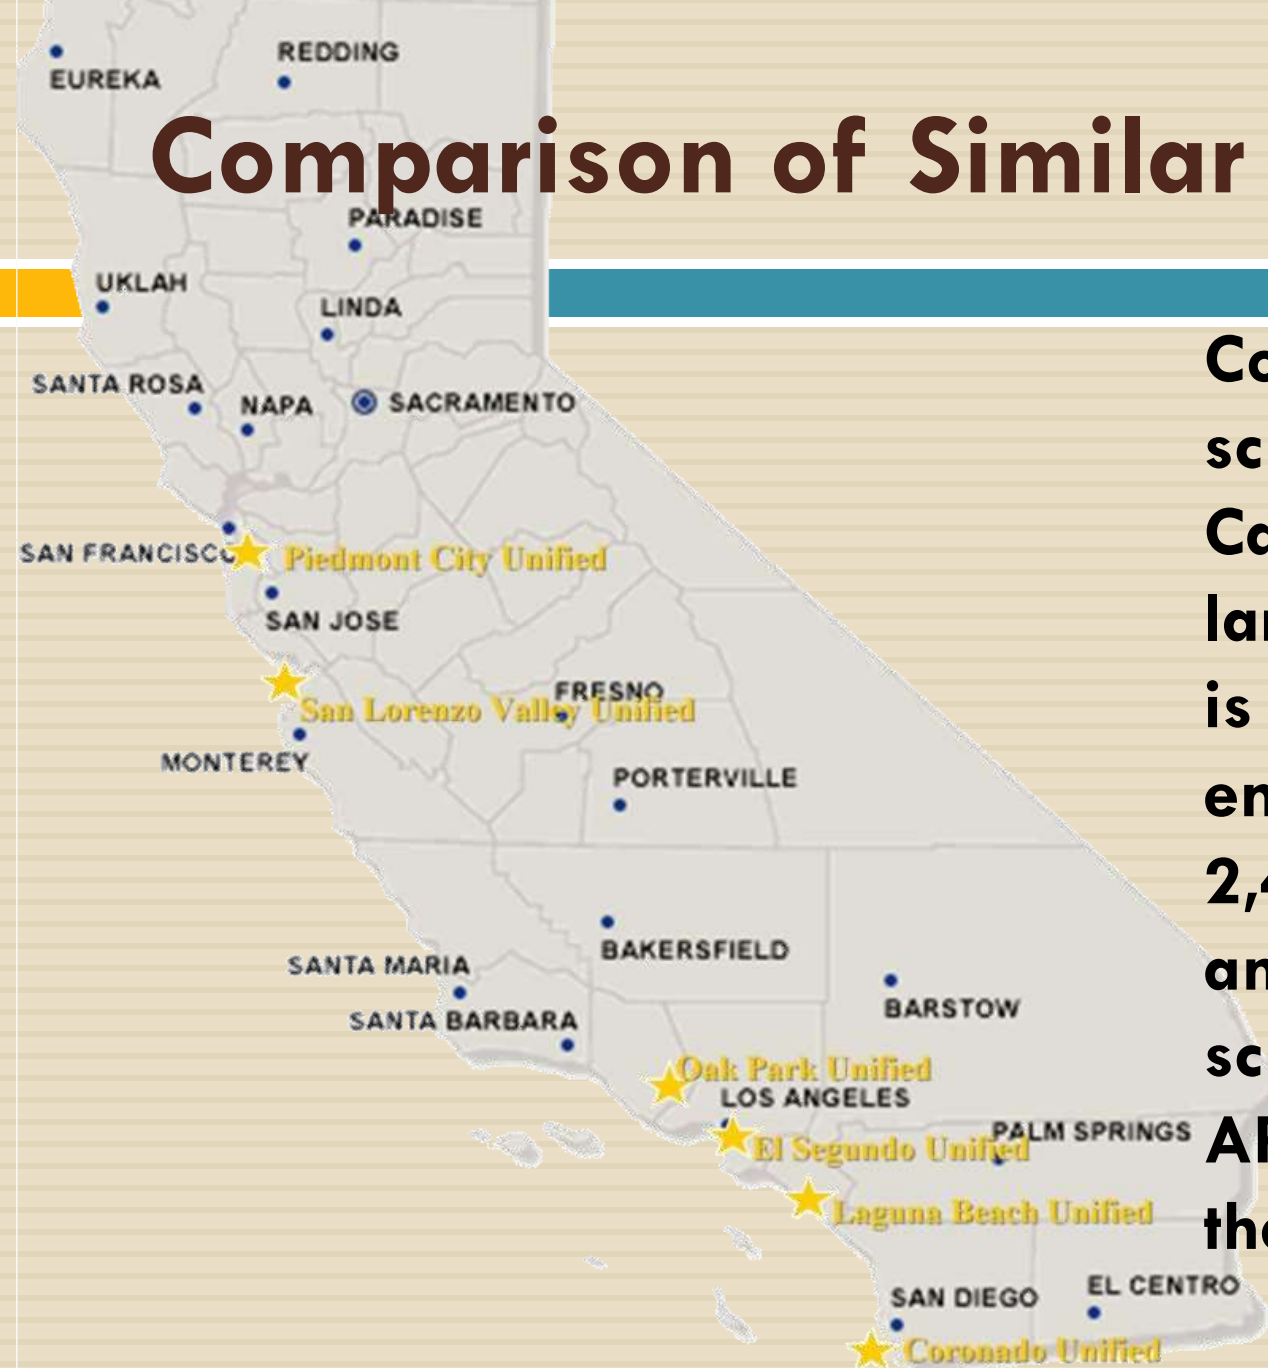 REDDING
EUREKA
Comparison of Similar
PARADISE
UKLAH
LINDA
SANTA ROSA
NAPA
SACRAMENTO
SAN FRANCISCO
Piedmont City Unified
SAN JOSE
FRESNO
San Lorenzo Valley Unified
MONTEREY
PORTERVILLE
BAKERSFIELD
SANTA MARIA
BARSTOW
SANTA BARBARA
Oak Park Unified
LOS ANGELES
PALM SPRINGS
El Segundo Unified
Laguna Beach Unified
EL CENTRO
SAN DIEGO
Coronado Unified
is